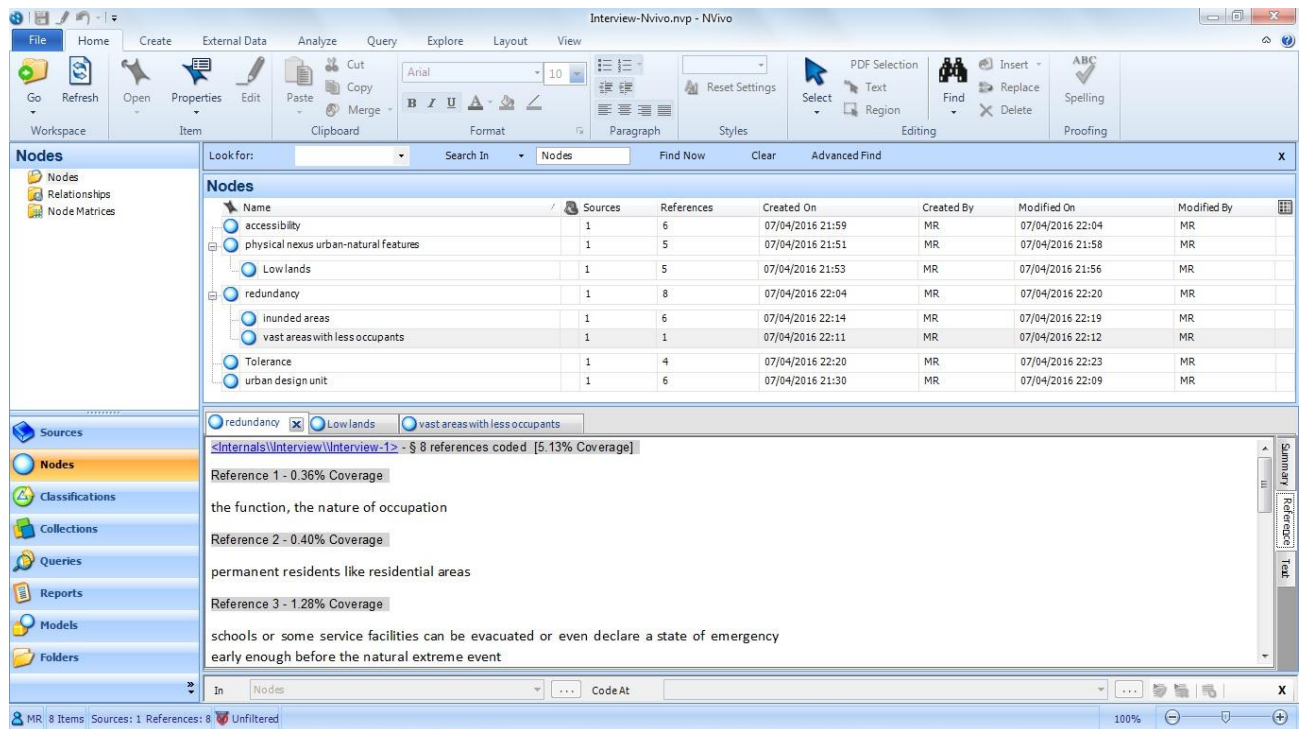 Interview-Nvivo.nvp - NVivo
File Home Create External Data Analyze Query Explore Layout View
Go Refresh Open Properties Edit Paste Cut Copy Merge Arial 10 B I U A Reset Settings Select PDF Selection Text Region Find Insert Replace Delete ABC Spelling
Workspace Item Clipboard Format Paragraph Styles Editing Proofing
Nodes
Nodes
Relationships
Node Matrices
Look for: Search In Nodes Find Now Clear Advanced Find X
Nodes
Name Sources References Created On Created By Modified On Modified By
accessibility 1 6 07/04/2016 21:59 MR 07/04/2016 22:04 MR
physical nexus urban-natural features 1 5 07/04/2016 21:51 MR 07/04/2016 21:58 MR
Low lands 1 5 07/04/2016 21:53 MR 07/04/2016 21:56 MR
redundancy 1 8 07/04/2016 22:04 MR 07/04/2016 22:20 MR
inunded areas 1 6 07/04/2016 22:14 MR 07/04/2016 22:19 MR
vast areas with less occupants 1 1 07/04/2016 22:11 MR 07/04/2016 22:12 MR
Tolerance 1 4 07/04/2016 22:20 MR 07/04/2016 22:23 MR
urban design unit 1 6 07/04/2016 21:30 MR 07/04/2016 22:09 MR
Sources
Nodes
Classifications
Collections
Queries
Reports
Models
Folders
redundancy Low lands vast areas with less occupants
<Internals\\Interview\\Interview-1> - § 8 references coded [5.13% Coverage]
Reference 1 - 0.36% Coverage
the function, the nature of occupation
Reference 2 - 0.40% Coverage
permanent residents like residential areas
Reference 3 - 1.28% Coverage
schools or some service facilities can be evacuated or even declare a state of emergency
early enough before the natural extreme event
Summary
Reference
Text
In Nodes ... Code At ... X
MR 8 Items Sources: 1 References: 8 Unfiltered 100%